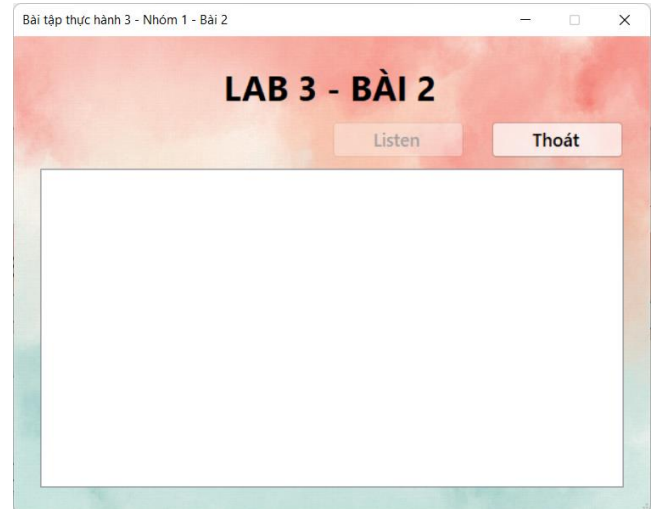 Bài tập thực hành 3 - Nhóm 1 - Bài 2
LAB 3 - BÀI 2
Listen
Thoát